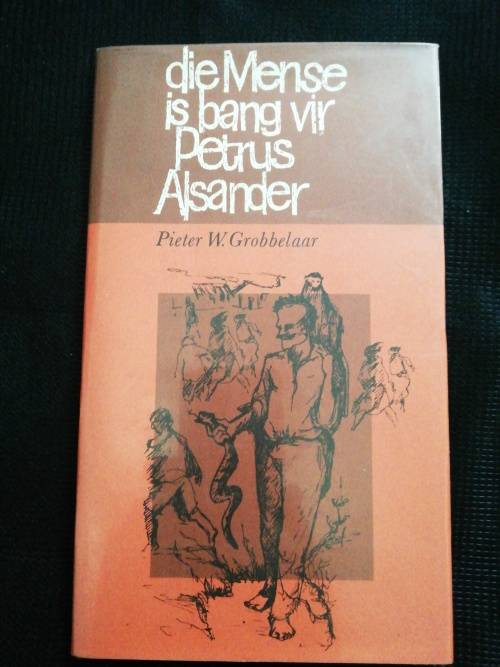 die Mense
is bang vir
Petrus
Alsander
Pieter W. Grobbelaar